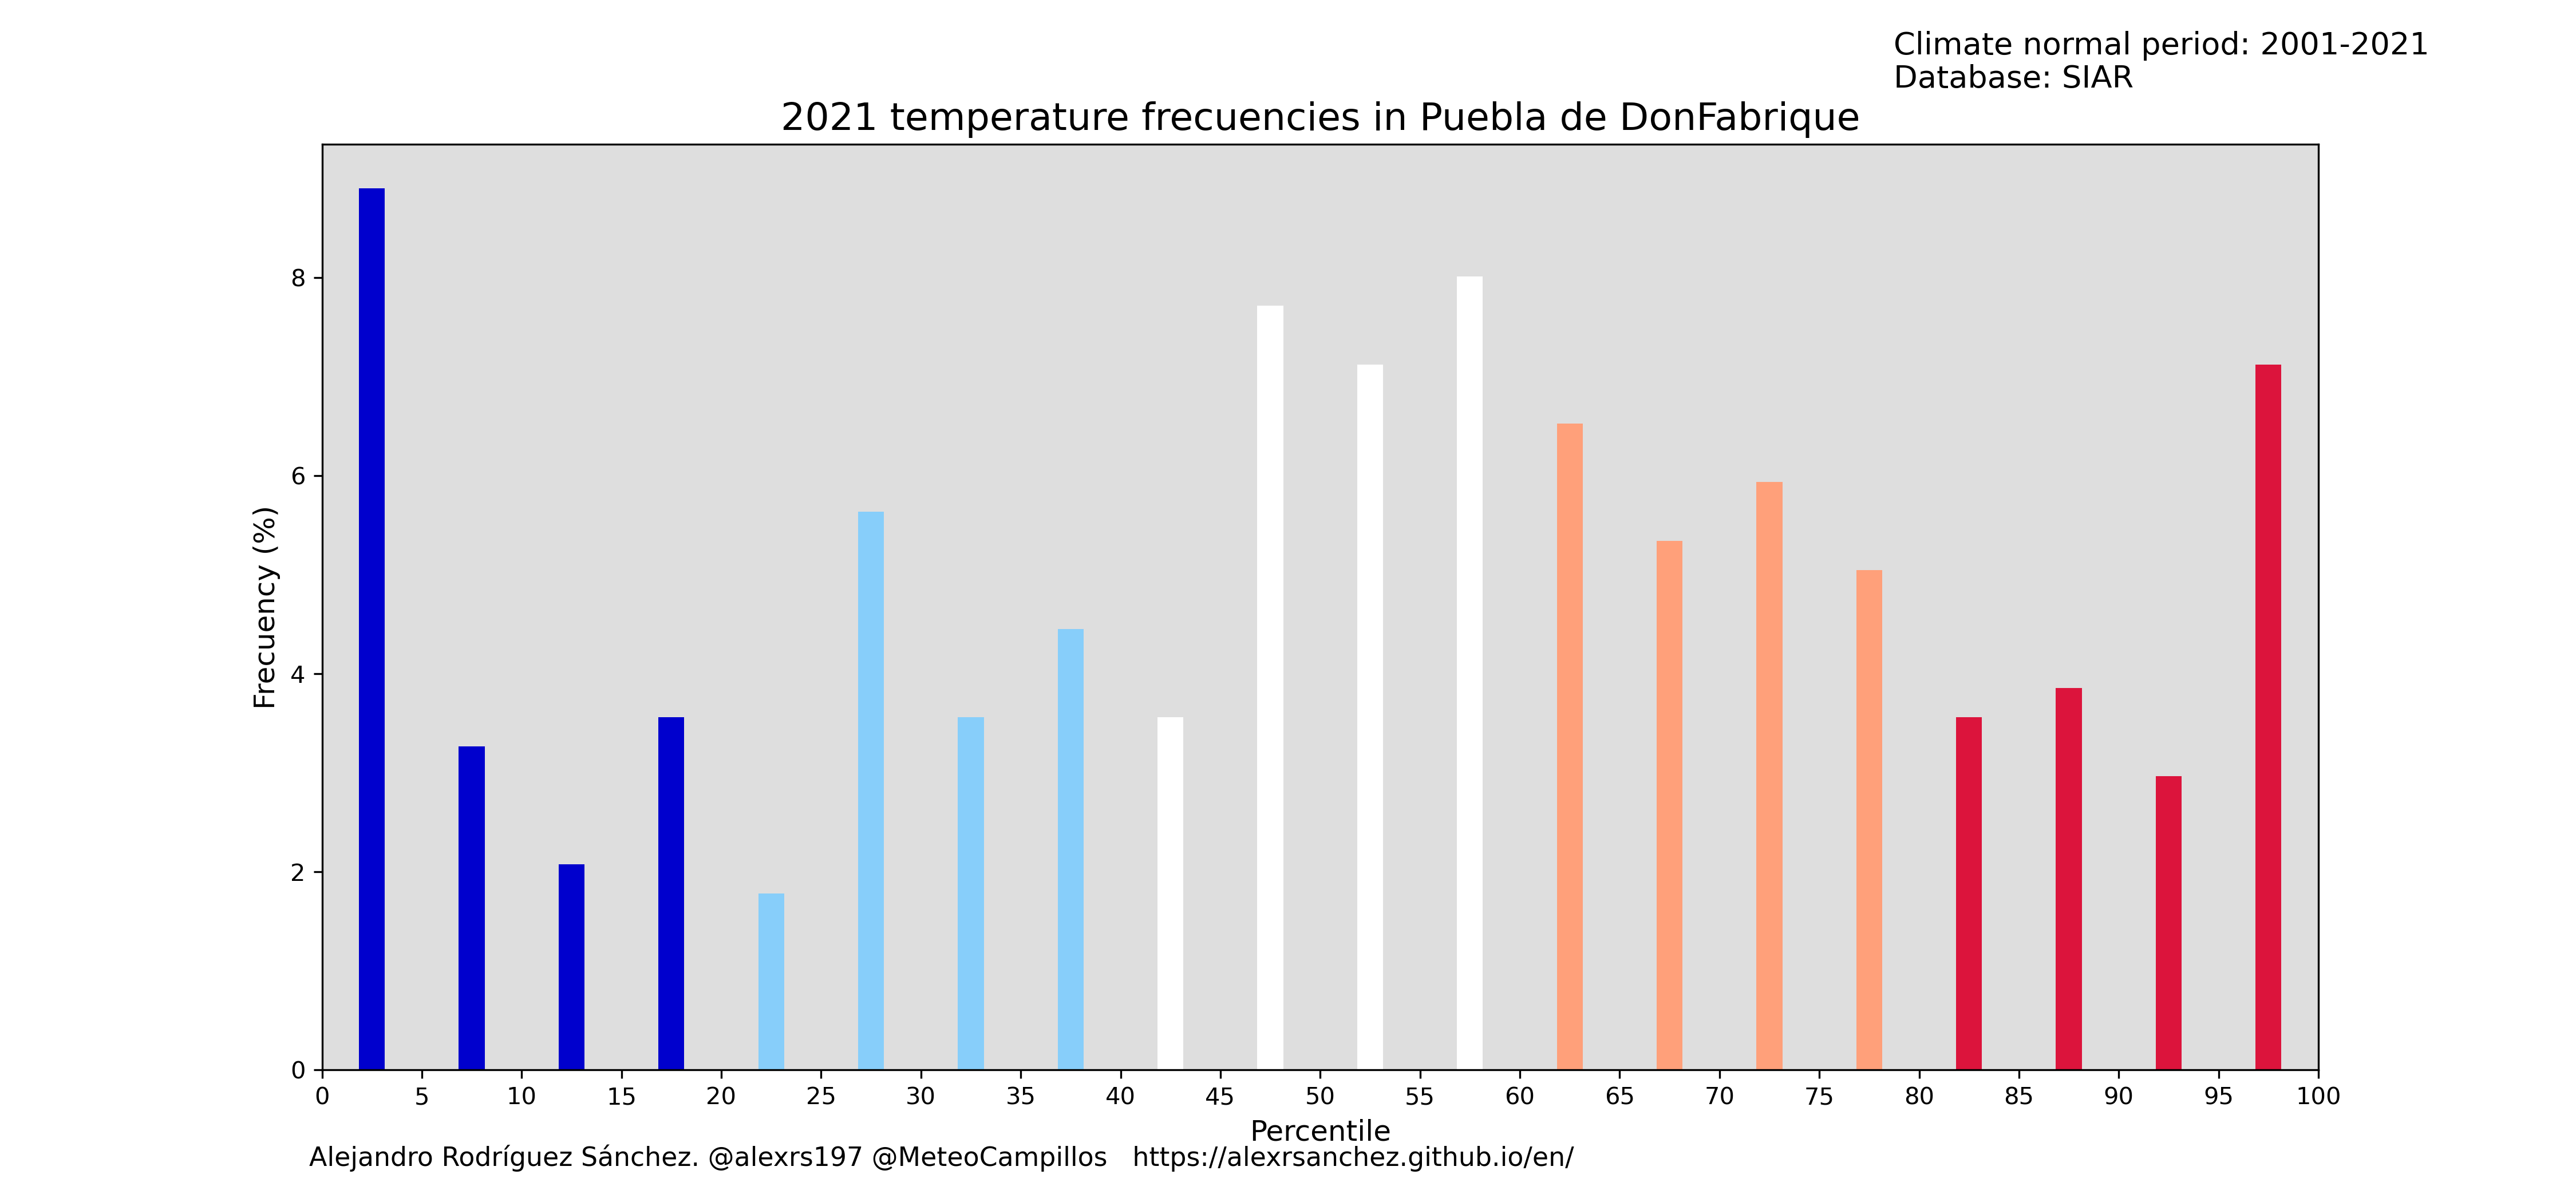 Climate normal period: 2001-2021
Database: SIAR
2021 temperature frecuencies in Puebla de DonFabrique
Frecuency (%)
8
6
4
2
0
0 5 10 15 20 25 30 35 40 45 50 55 60 65 70 75 80 85 90 95 100
Percentile
Alejandro Rodríguez Sánchez. @alexrs197 @MeteoCampillos https://alexrsanchez.github.io/en/